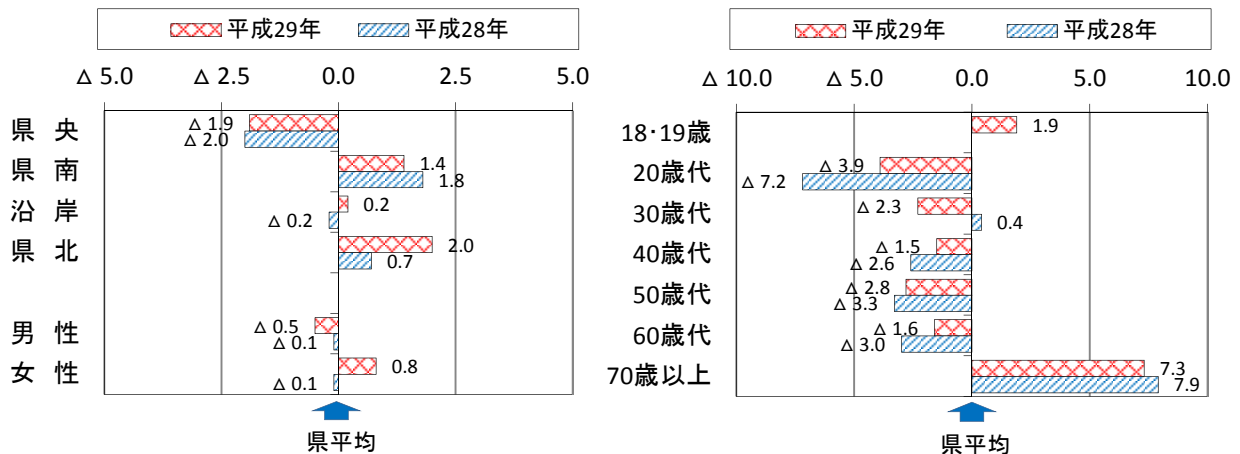 平成29年 平成28年
△ 5.0 △ 2.5 0.0 2.5 5.0
県 央 △ 1.9
△ 2.0
県 南 1.4
1.8
沿 岸 0.2
△ 0.2
県 北 2.0
0.7
男 性 △ 0.5
△ 0.1
女 性 0.8
△ 0.1
県平均
平成29年 平成28年
△ 10.0 △ 5.0 0.0 5.0 10.0
18･19歳 1.9
20歳代 △ 3.9
△ 7.2
30歳代 △ 2.3
0.4
40歳代 △ 1.5
△ 2.6
50歳代 △ 2.8
△ 3.3
60歳代 △ 1.6
△ 3.0
70歳以上 7.3
7.9
県平均